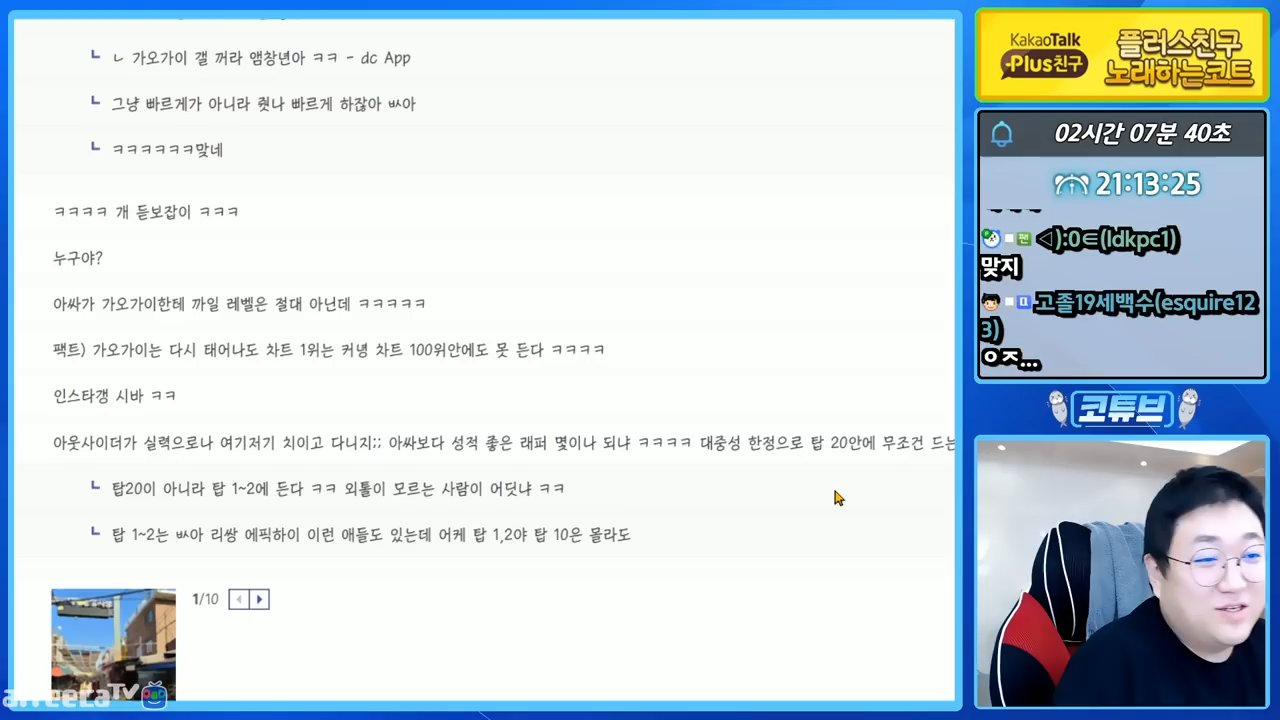 ㄴ 가오가이 갤 꺼라 앰창년아 ㅋㅋ - dc App
그냥 빠르게가 아니라 줫나 빠르게 하잖아 ㅄ아
ㅋㅋㅋㅋㅋㅋ맞네
ㅋㅋㅋㅋ 개 듣보잡이 ㅋㅋㅋ
누구야?
아싸가 가오가이한테 까일 레벨은 절대 아닌데 ㅋㅋㅋㅋㅋ
팩트) 가오가이는 다시 태어나도 차트 1위는 커녕 차트 100위안에도 못 든다 ㅋㅋㅋㅋ
인스타갱 시바 ㅋㅋ
아웃사이더가 실력으로나 여기저기 치이고 다니지;; 아싸보다 성적 좋은 래퍼 몇이나 되냐 ㅋㅋㅋㅋ 대중성 한정으로 탑 20안에 무조건 드는
탑20이 아니라 탑 1~2에 든다 ㅋㅋ 외톨이 모르는 사람이 어딧냐 ㅋㅋ
탑 1~2는 ㅄ아 리쌍 에픽하이 이런 애들도 있는데 어케 탑 1,2야 탑 10은 몰라도
1/10
afreecaTV
KakaoTalk
Plus친구
플러스친구
노래하는코트
02시간 07분 40초
21:13:25
팬 ◁):0∈(ldkpc1)
맞지
고졸19세백수(esquire12
3)
ㅇㅈ...
코튜브